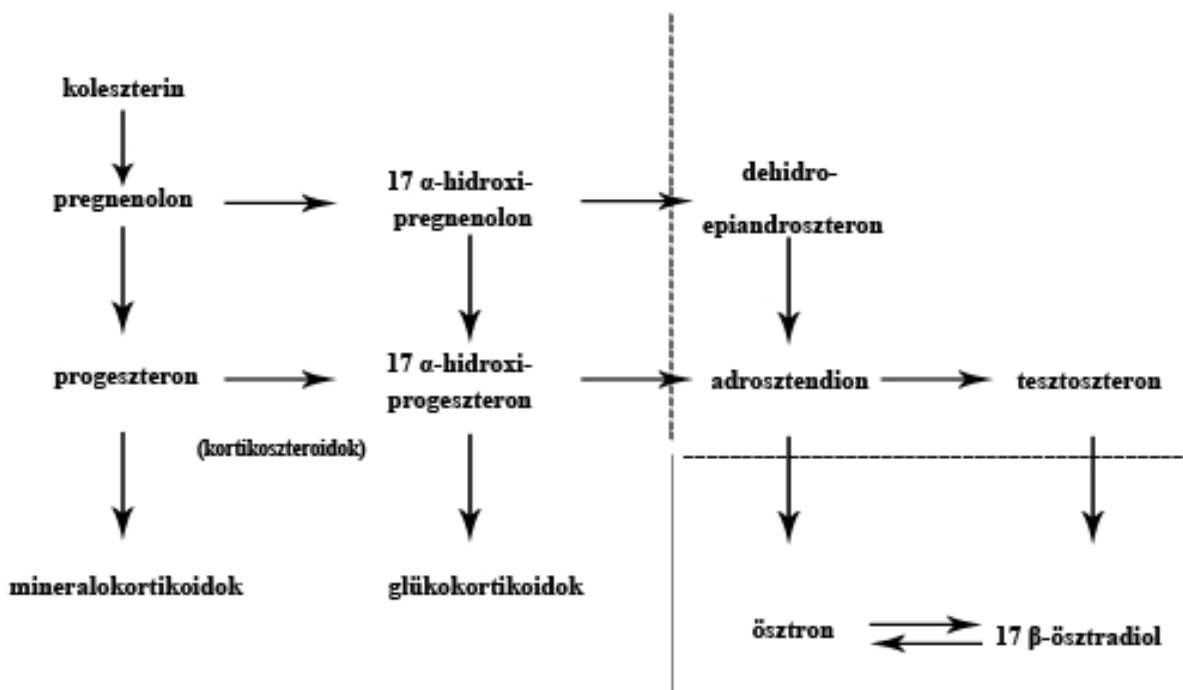 koleszterin
pregnenolon
17 α-hidroxi-
pregnenolon
dehidro-
epiandroszteron
progeszteron
17 α-hidroxi-
progeszteron
adrosztendion
tesztoszteron
(kortikoszteroidok)
mineralokortikoidok
glükokortikoidok
ösztron
17 β-ösztradiol